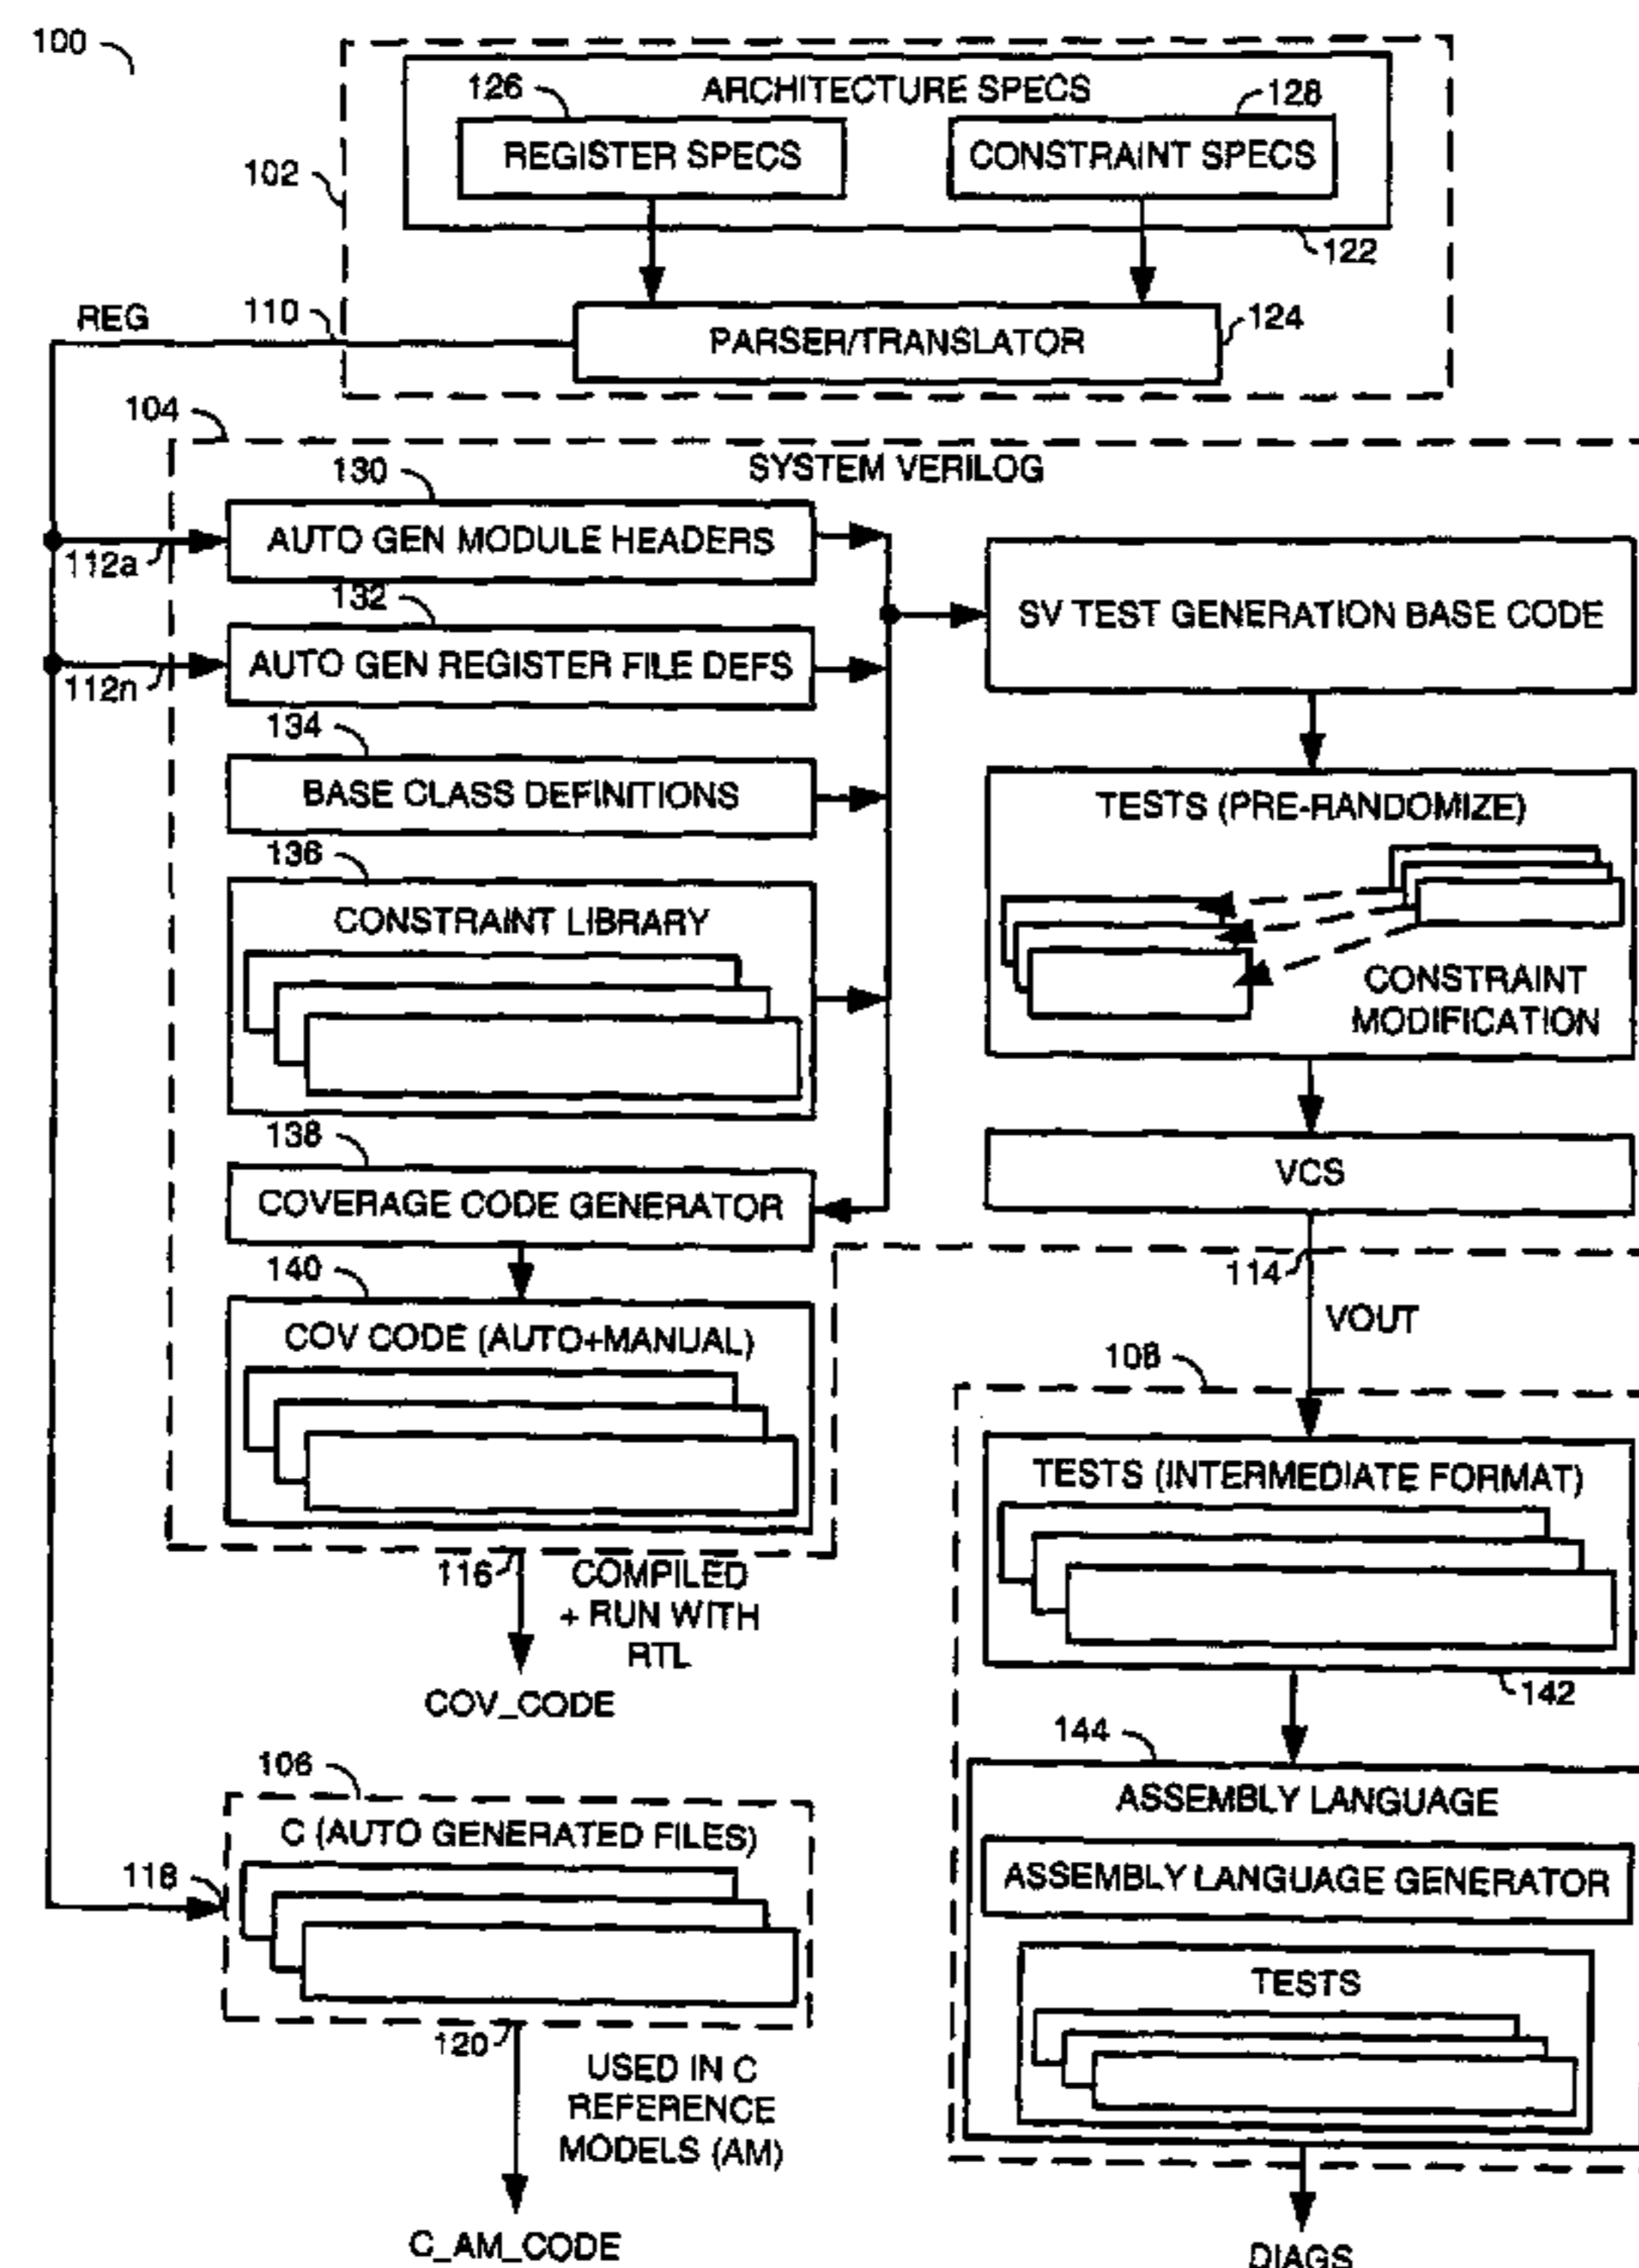 100
126
ARCHITECTURE SPECS
128
REGISTER SPECS
CONSTRAINT SPECS
102
122
REG
110
PARSER/TRANSLATOR
124
104
SYSTEM VERILOG
130
AUTO GEN MODULE HEADERS
112a
132
SV TEST GENERATION BASE CODE
AUTO GEN REGISTER FILE DEFS
112n
134
BASE CLASS DEFINITIONS
TESTS (PRE-RANDOMIZE)
136
CONSTRAINT LIBRARY
CONSTRAINT
MODIFICATION
138
VCS
COVERAGE CODE GENERATOR
140
114
COV CODE (AUTO+MANUAL)
VOUT
108
TESTS (INTERMEDIATE FORMAT)
116
COMPILED
+ RUN WITH
RTL
COV_CODE
142
144
106
ASSEMBLY LANGUAGE
C (AUTO GENERATED FILES)
118
ASSEMBLY LANGUAGE GENERATOR
TESTS
120
USED IN C
REFERENCE
MODELS (AM)
C_AM_CODE
DIAGS